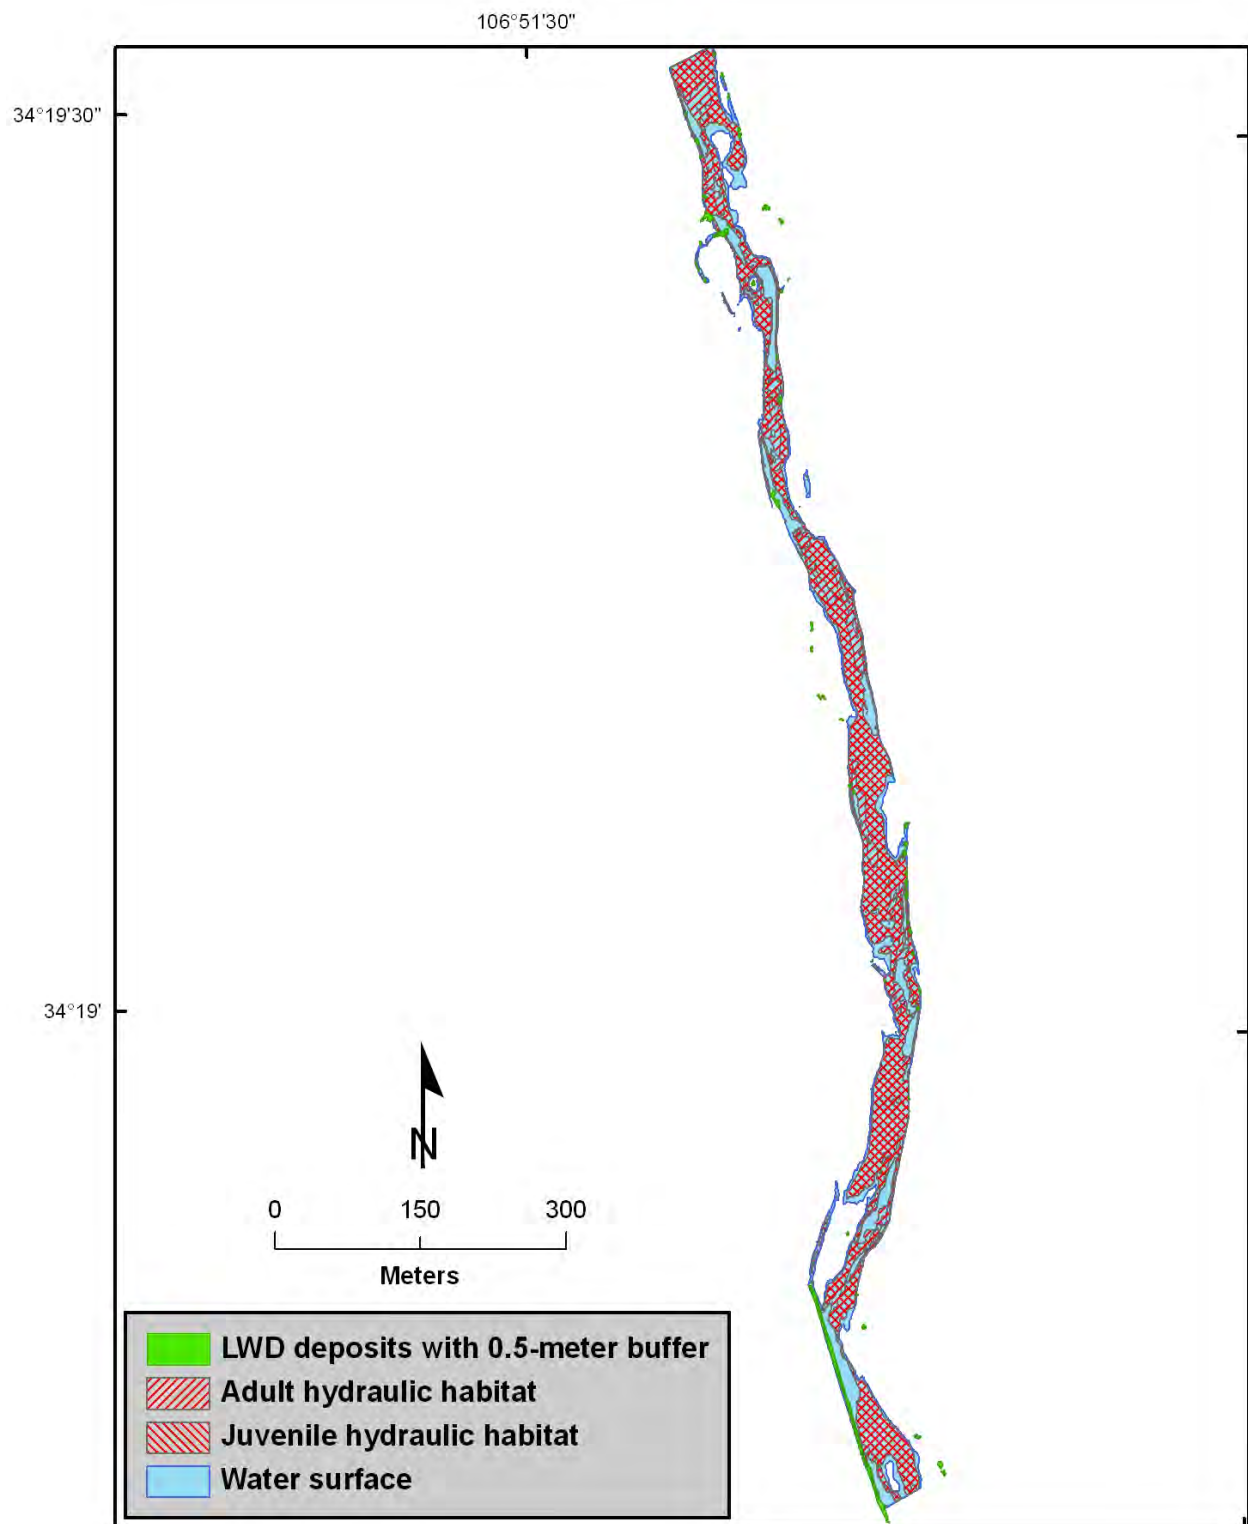 106°51'30"
34°19'30"
34°19'
N
0 150 300
Meters
LWD deposits with 0.5-meter buffer
Adult hydraulic habitat
Juvenile hydraulic habitat
Water surface